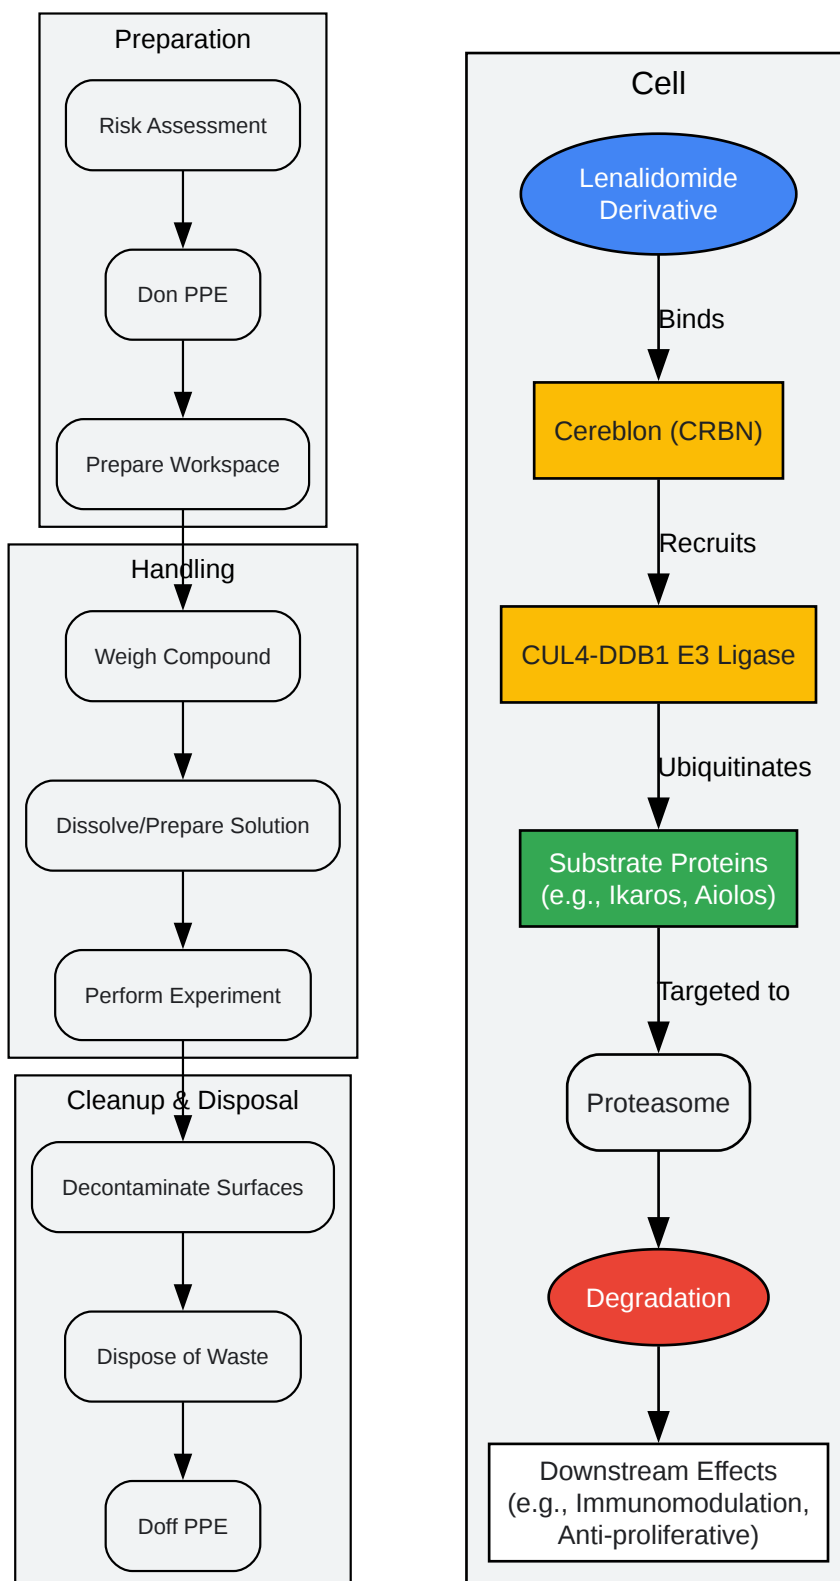 Preparation
Risk Assessment
Don PPE
Prepare Workspace
Handling
Weigh Compound
Dissolve/Prepare Solution
Perform Experiment
Cleanup & Disposal
Decontaminate Surfaces
Dispose of Waste
Doff PPE
Cell
Lenalidomide
Derivative
Binds
Cereblon (CRBN)
Recruits
CUL4-DDB1 E3 Ligase
Ubiquitinates
Substrate Proteins
(e.g., Ikaros, Aiolos)
Targeted to
Proteasome
Degradation
Downstream Effects
(e.g., Immunomodulation,
Anti-proliferative)